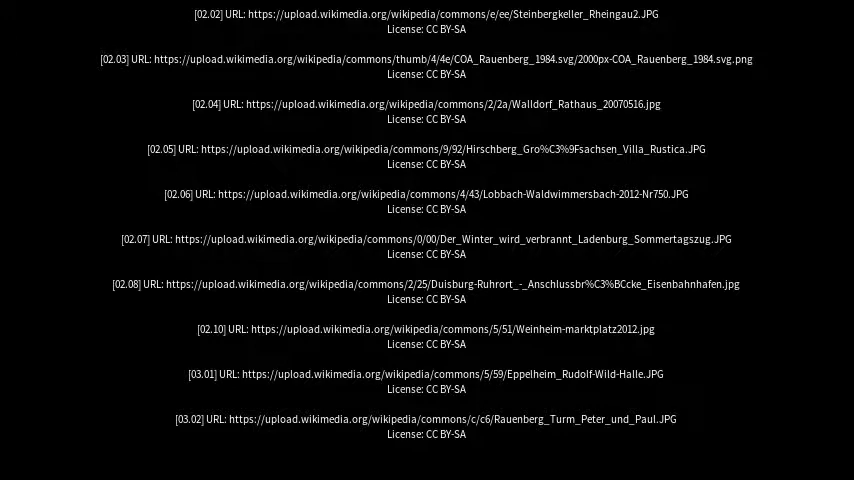 [02.02] URL: https://upload.wikimedia.org/wikipedia/commons/e/ee/Steinbergkeller_Rheingau2.JPG
License: CC BY-SA
[02.03] URL: https://upload.wikimedia.org/wikipedia/commons/thumb/4/4e/COA_Rauenberg_1984.svg/2000px-COA_Rauenberg_1984.svg.png
License: CC BY-SA
[02.04] URL: https://upload.wikimedia.org/wikipedia/commons/2/2a/Walldorf_Rathaus_20070516.jpg
License: CC BY-SA
[02.05] URL: https://upload.wikimedia.org/wikipedia/commons/9/92/Hirschberg_Gro%C3%9Fsachsen_Villa_Rustica.JPG
License: CC BY-SA
[02.06] URL: https://upload.wikimedia.org/wikipedia/commons/4/43/Lobbach-Waldwimmersbach-2012-Nr750.JPG
License: CC BY-SA
[02.07] URL: https://upload.wikimedia.org/wikipedia/commons/0/00/Der_Winter_wird_verbrannt_Ladenburg_Sommertagszug.JPG
License: CC BY-SA
[02.08] URL: https://upload.wikimedia.org/wikipedia/commons/2/25/Duisburg-Ruhrort_-_Anschlussbr%C3%BCcke_Eisenbahnhafen.jpg
License: CC BY-SA
[02.10] URL: https://upload.wikimedia.org/wikipedia/commons/5/51/Weinheim-marktplatz2012.jpg
License: CC BY-SA
[03.01] URL: https://upload.wikimedia.org/wikipedia/commons/5/59/Eppelheim_Rudolf-Wild-Halle.JPG
License: CC BY-SA
[03.02] URL: https://upload.wikimedia.org/wikipedia/commons/c/c6/Rauenberg_Turm_Peter_und_Paul.JPG
License: CC BY-SA